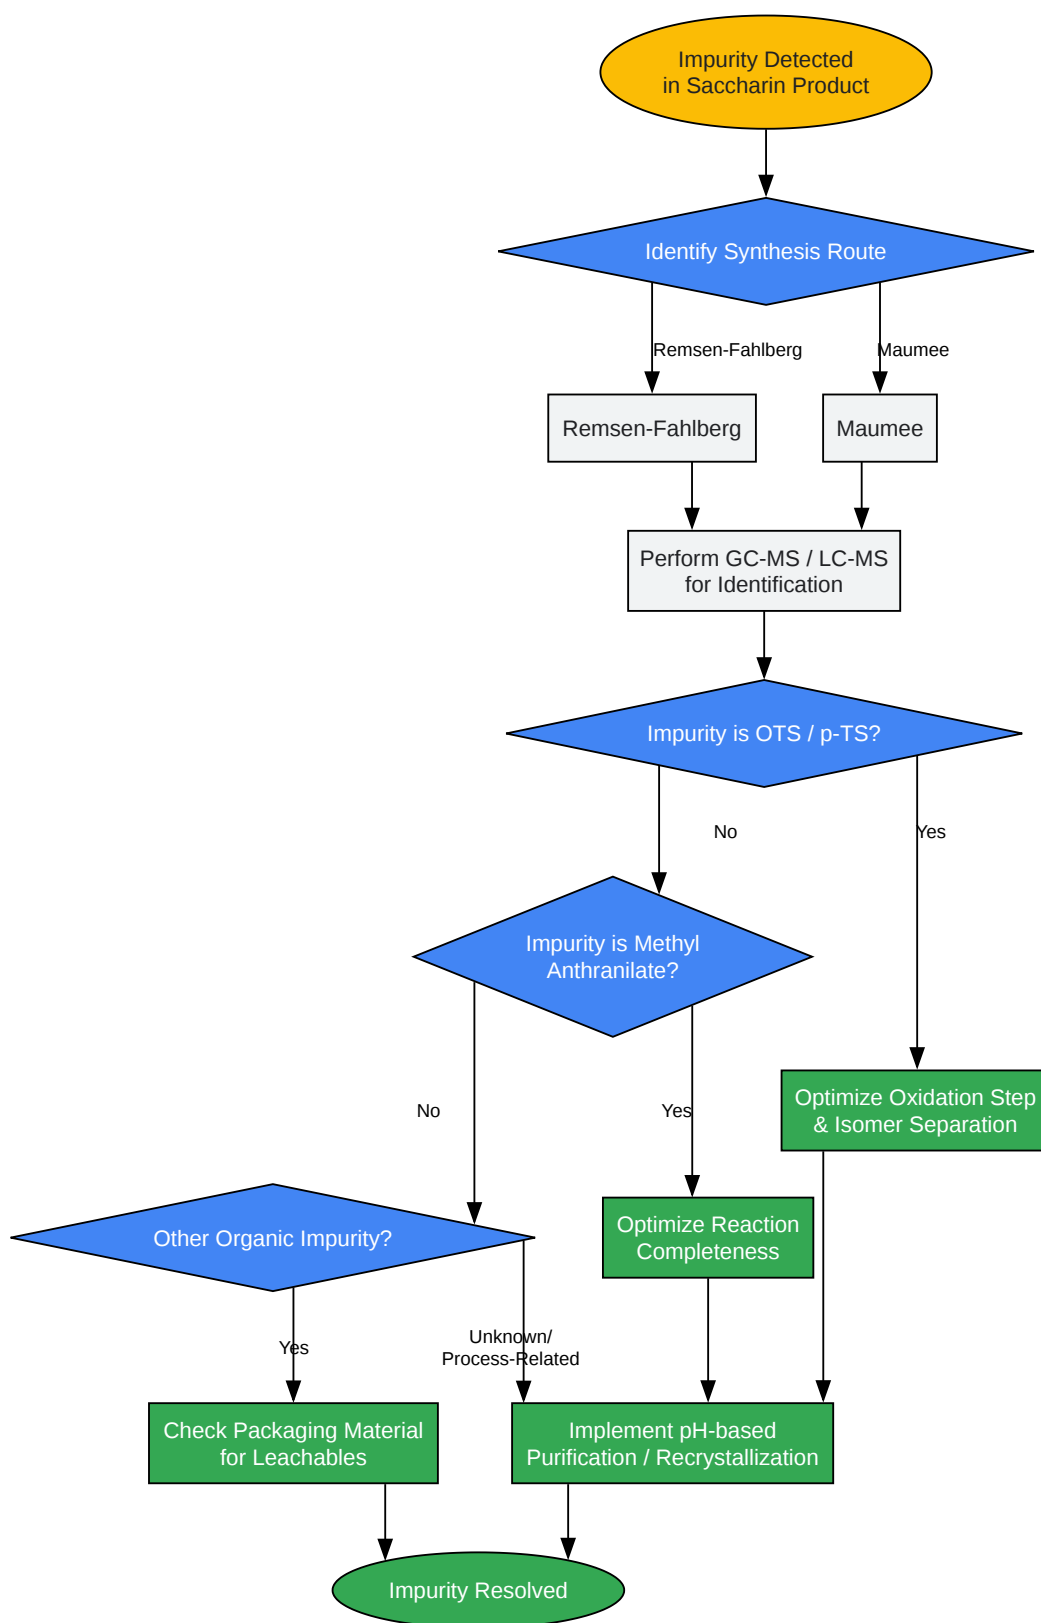 Impurity Detected
in Saccharin Product
Identify Synthesis Route
Remsen-Fahlberg
Maumee
Remsen-Fahlberg
Maumee
Perform GC-MS / LC-MS
for Identification
Impurity is OTS / p-TS?
No
Yes
Impurity is Methyl
Anthranilate?
No
Yes
Optimize Oxidation Step
& Isomer Separation
Optimize Reaction
Completeness
Other Organic Impurity?
Yes
Unknown/
Process-Related
Check Packaging Material
for Leachables
Implement pH-based
Purification / Recrystallization
Impurity Resolved